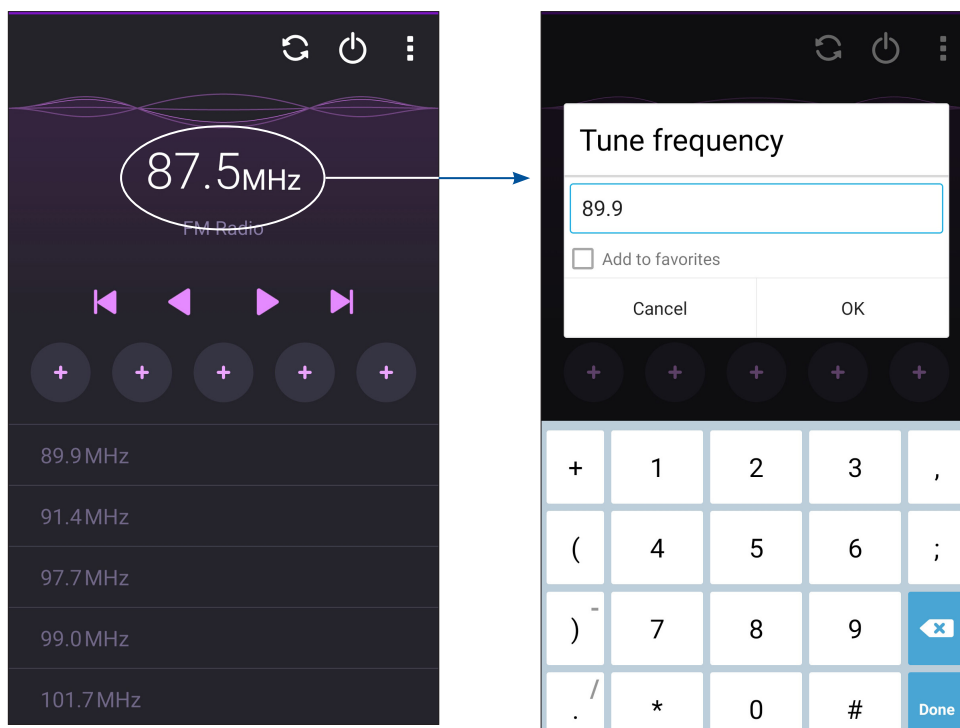 87.5MHz
FM Radio
+ + + + +
89.9MHz
91.4MHz
97.7MHz
99.0MHz
101.7MHz
Tune frequency
89.9
Add to favorites
Cancel OK
+ + + + +
+ 1 2 3 ,
( 4 5 6 ;
) - 7 8 9
. / * 0 # Done